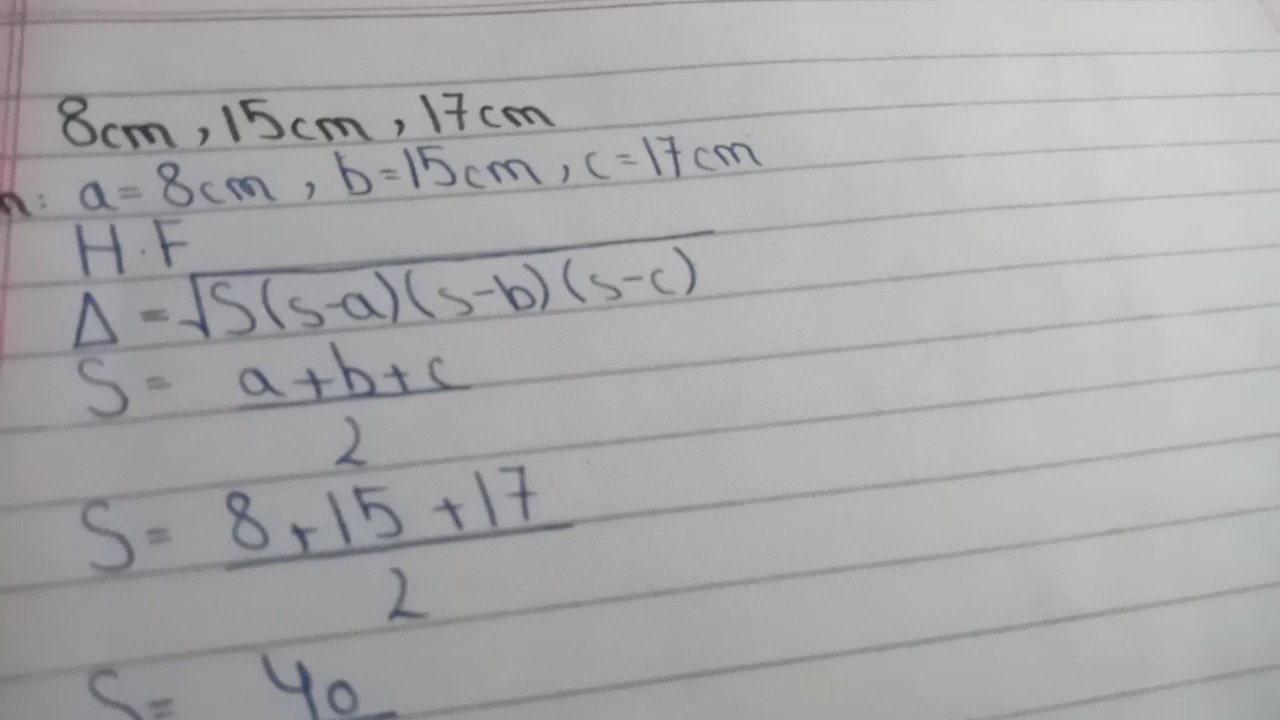 8cm, 15cm, 17cm
n: a=8cm, b=15cm, c=17cm
H.F
Δ=√S(s-a)(s-b)(s-c)
S= a+b+c
2
S= 8+15+17
2
S= 40